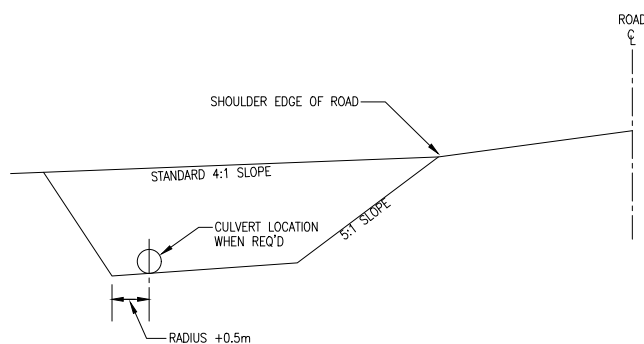 ROAD
℄
SHOULDER EDGE OF ROAD
STANDARD 4:1 SLOPE
5:1 SLOPE
CULVERT LOCATION
WHEN REQ'D
RADIUS +0.5m